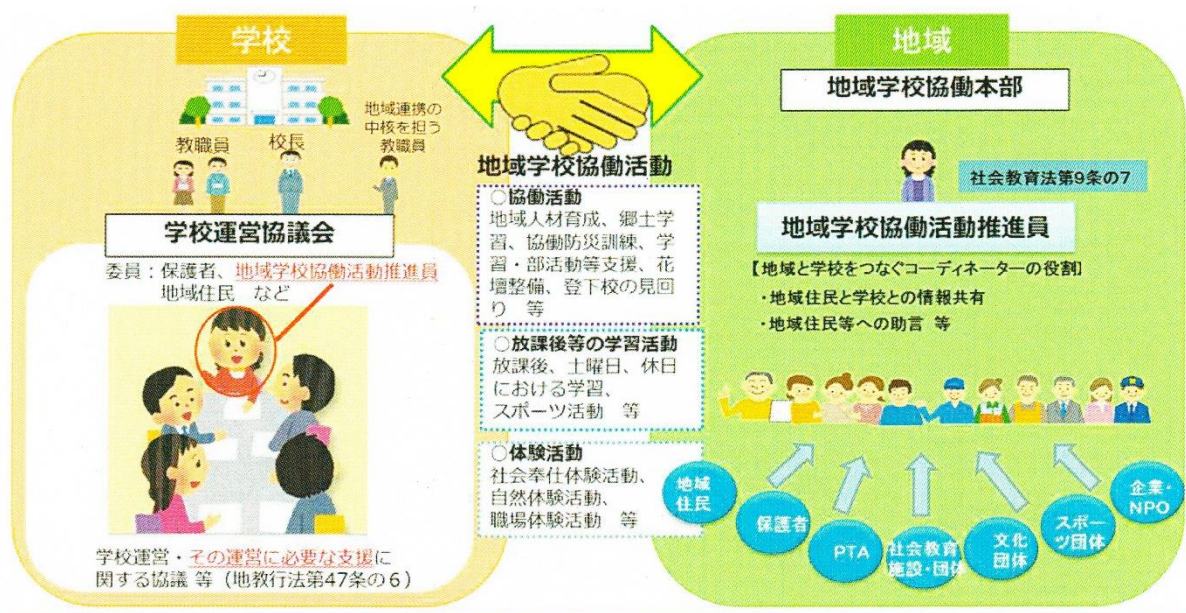 学校
教職員
校長
地域連携の
中核を担う
教職員
学校運営協議会
委員：保護者、地域学校協働活動推進員
地域住民　など
学校運営・その運営に必要な支援に
関する協議 等（地教行法第47条の６）
地域学校協働活動
○協働活動
地域人材育成、郷土学
習、協働防災訓練、学
習・部活動等支援、花
壇整備、登下校の見回
り　等
○放課後等の学習活動
放課後、土曜日、休日
における学習、
スポーツ活動　等
○体験活動
社会奉仕体験活動、
自然体験活動、
職場体験活動　等
地域
地域学校協働本部
社会教育法第9条の7
地域学校協働活動推進員
【地域と学校をつなぐコーディネーターの役割】
・地域住民と学校との情報共有
・地域住民等への助言 等
地域
住民
保護者
PTA
社会教育
施設・団体
文化
団体
スポー
ツ団体
企業・
NPO